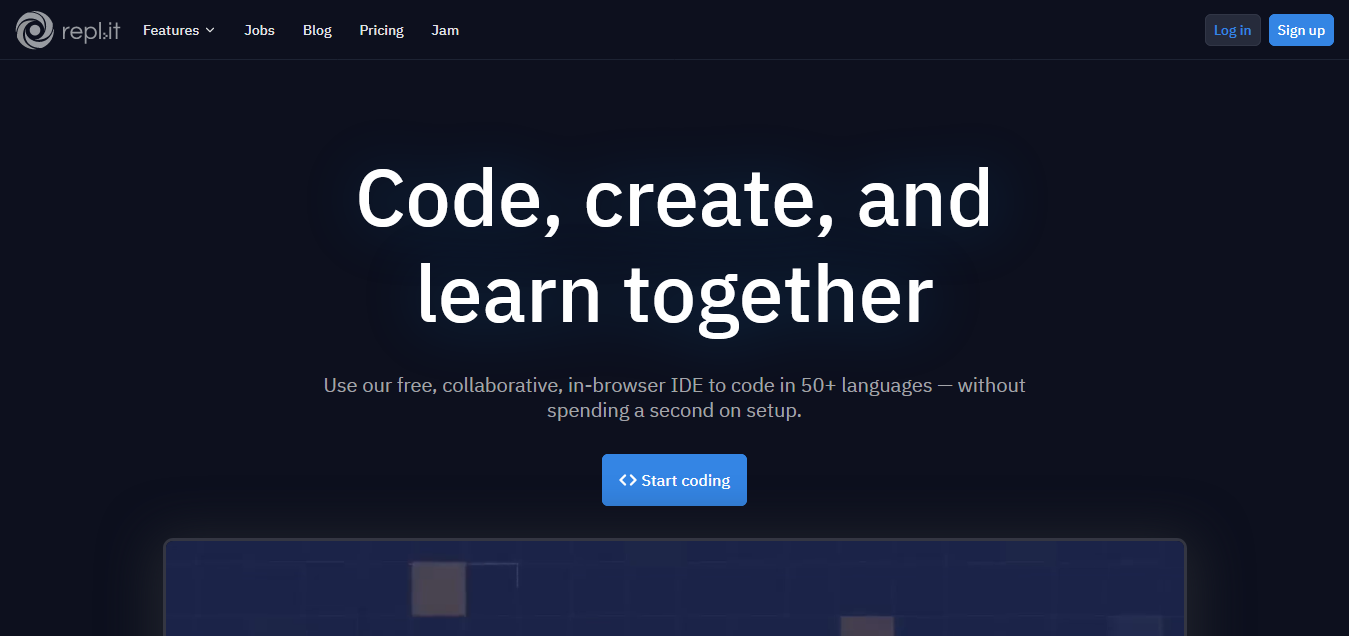 repl.it Features Jobs Blog Pricing Jam Log in Sign up
Code, create, and
learn together
Use our free, collaborative, in-browser IDE to code in 50+ languages — without
spending a second on setup.
<> Start coding